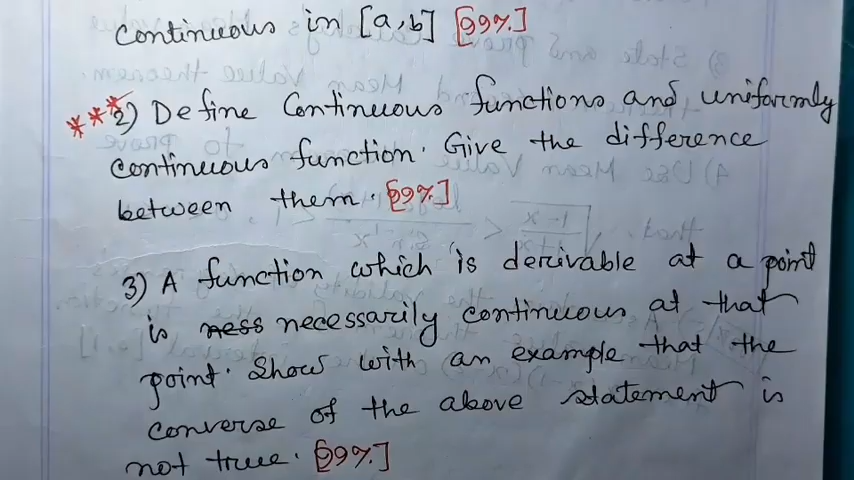 continuous in [a,b] [99%]
***2) Define Continuous functions and uniformly
continuous function. Give the difference
between them. [99%]
3) A function which is derivable at a point
is ness necessarily continuous at that
point. Show with an example that the
converse of the above statement is
not true. [99%]